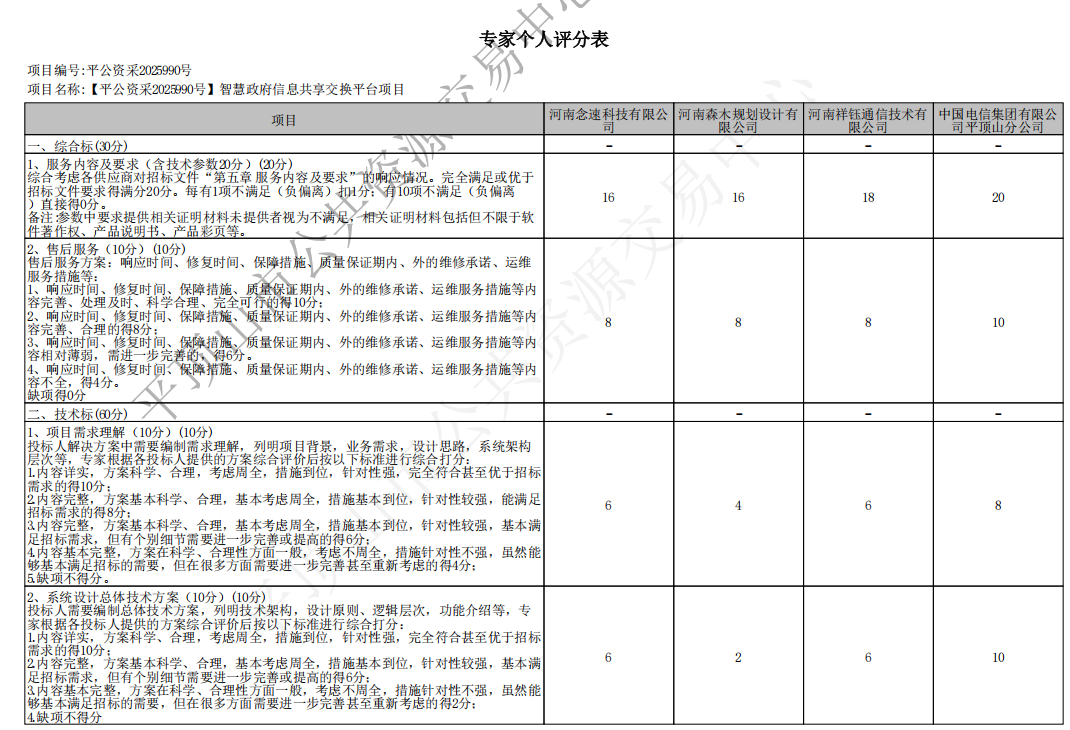 专家个人评分表
项目编号:平公资采2025990号
项目名称:【平公资采2025990号】智慧政府信息共享交换平台项目
项目
河南念速科技有限公
司
河南森木规划设计有
限公司
河南祥钰通信技术有
限公司
中国电信集团有限公
司平顶山分公司
一、综合标(30分)
-
-
-
-
1、服务内容及要求（含技术参数20分）(20分)
综合考虑各供应商对招标文件“第五章 服务内容及要求”的响应情况。完全满足或优于
招标文件要求得满分20分。每有1项不满足（负偏离）扣1分；有10项不满足（负偏离
）直接得0分。
备注:参数中要求提供相关证明材料未提供者视为不满足，相关证明材料包括但不限于软
件著作权、产品说明书、产品彩页等。
16
16
18
20
2、售后服务（10分）(10分)
售后服务方案：响应时间、修复时间、保障措施、质量保证期内、外的维修承诺、运维
服务措施等：
1、响应时间、修复时间、保障措施、质量保证期内、外的维修承诺、运维服务措施等内
容完善、处理及时、科学合理、完全可行的得10分；
2、响应时间、修复时间、保障措施、质量保证期内、外的维修承诺、运维服务措施等内
容完善、合理的得8分；
3、响应时间、修复时间、保障措施、质量保证期内、外的维修承诺、运维服务措施等内
容相对薄弱，需进一步完善的；得6分。
4、响应时间、修复时间、保障措施、质量保证期内、外的维修承诺、运维服务措施等内
容不全，得4分。
缺项得0分
8
8
8
10
二、技术标(60分)
-
-
-
-
1、项目需求理解（10分）(10分)
投标人解决方案中需要编制需求理解，列明项目背景，业务需求，设计思路，系统架构
层次等，专家根据各投标人提供的方案综合评价后按以下标准进行综合打分：
1.内容详实，方案科学、合理，考虑周全，措施到位，针对性强，完全符合甚至优于招标
需求的得10分；
2.内容完整，方案基本科学、合理，基本考虑周全，措施基本到位，针对性较强，能满足
招标需求的得8分；
3.内容完整，方案基本科学、合理，基本考虑周全，措施基本到位，针对性较强，基本满
足招标需求，但有个别细节需要进一步完善或提高的得6分；
4.内容基本完整，方案在科学、合理性方面一般，考虑不周全，措施针对性不强，虽然能
够基本满足招标的需要，但在很多方面需要进一步完善甚至重新考虑的得4分；
5.缺项不得分。
6
4
6
8
2、系统设计总体技术方案（10分）(10分)
投标人需要编制总体技术方案，列明技术架构，设计原则、逻辑层次，功能介绍等，专
家根据各投标人提供的方案综合评价后按以下标准进行综合打分：
1.内容详实，方案科学、合理，考虑周全，措施到位，针对性强，完全符合甚至优于招标
需求的得10分；
2.内容完整，方案基本科学、合理，基本考虑周全，措施基本到位，针对性较强，基本满
足招标需求，但有个别细节需要进一步完善或提高的得6分；
3.内容基本完整，方案在科学、合理性方面一般，考虑不周全，措施针对性不强，虽然能
够基本满足招标的需要，但在很多方面需要进一步完善甚至重新考虑的得2分；
4.缺项不得分
6
2
6
10
平顶山市公共资源交易中心
平顶山市公共资源交易中心